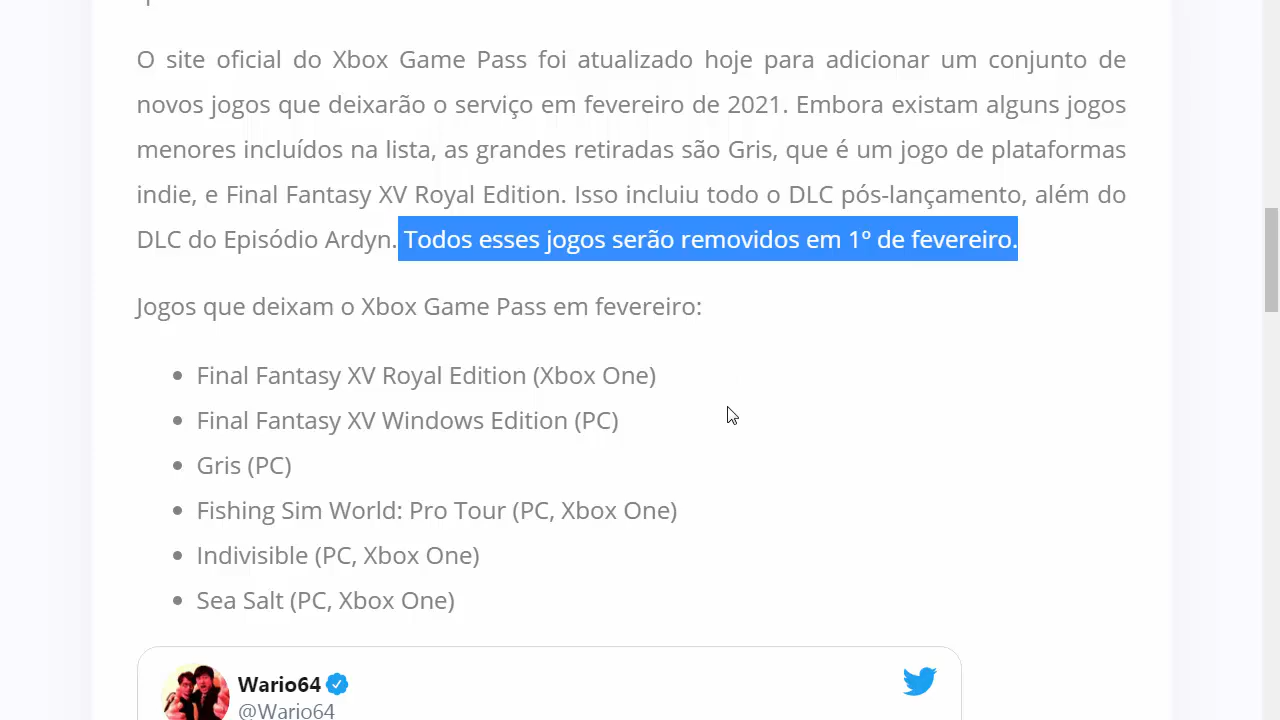 O site oficial do Xbox Game Pass foi atualizado hoje para adicionar um conjunto de
novos jogos que deixarão o serviço em fevereiro de 2021. Embora existam alguns jogos
menores incluídos na lista, as grandes retiradas são Gris, que é um jogo de plataformas
indie, e Final Fantasy XV Royal Edition. Isso incluiu todo o DLC pós-lançamento, além do
DLC do Episódio Ardyn. Todos esses jogos serão removidos em 1º de fevereiro.
Jogos que deixam o Xbox Game Pass em fevereiro:
• Final Fantasy XV Royal Edition (Xbox One)
• Final Fantasy XV Windows Edition (PC)
• Gris (PC)
• Fishing Sim World: Pro Tour (PC, Xbox One)
• Indivisible (PC, Xbox One)
• Sea Salt (PC, Xbox One)
Wario64
@Wario64